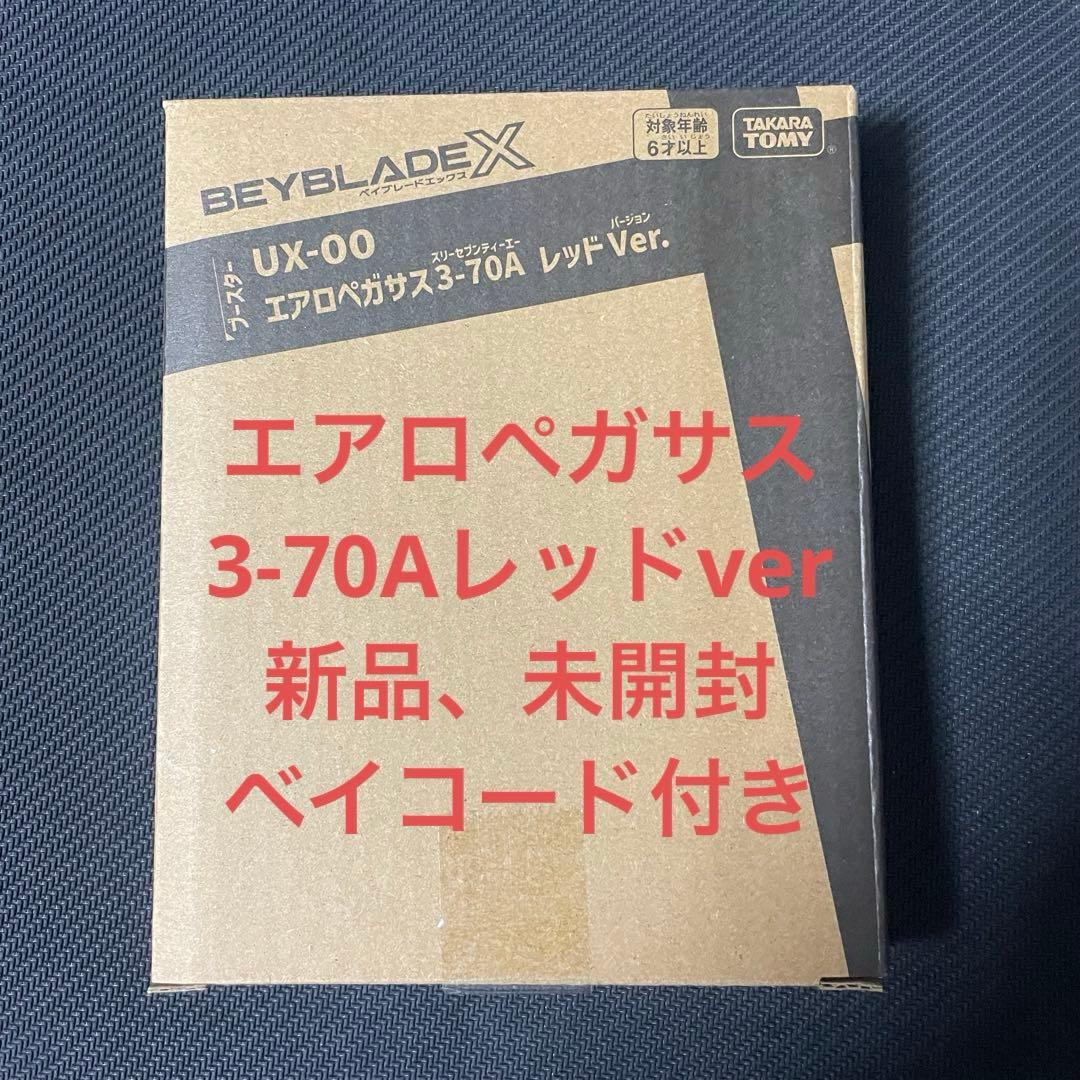 たいしょうねんれい
対象年齢
さい いじょう
6才以上
TAKARA
TOMY
BEYBLADE X
ベイブレードエックス
ブースター
UX-00
スリーセブンティーエー
バージョン
エアロペガサス3-70A レッドVer.
エアロペガサス
3-70Aレッドver
新品、未開封
ベイコード付き